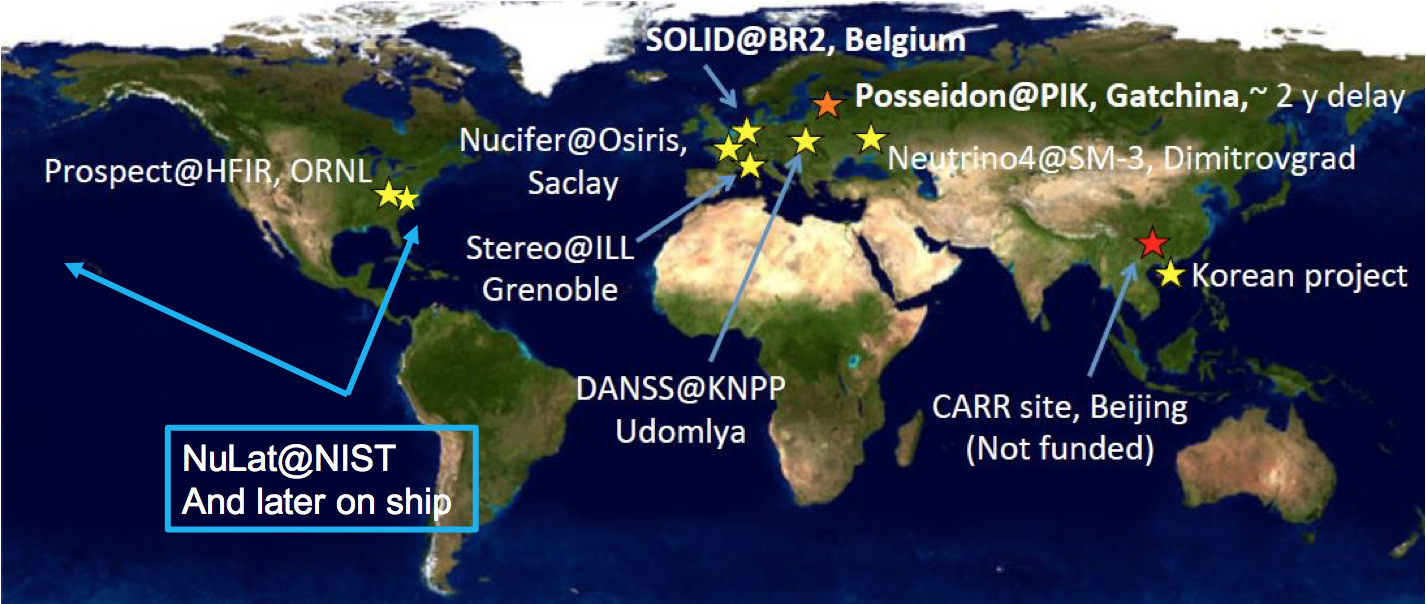 SOLID@BR2, Belgium
Posseidon@PIK, Gatchina,~ 2 y delay
Nucifer@Osiris,
Saclay
Neutrino4@SM-3, Dimitrovgrad
Prospect@HFIR, ORNL
Stereo@ILL
Grenoble
Korean project
DANSS@KNPP
Udomlya
CARR site, Beijing
(Not funded)
NuLat@NIST
And later on ship